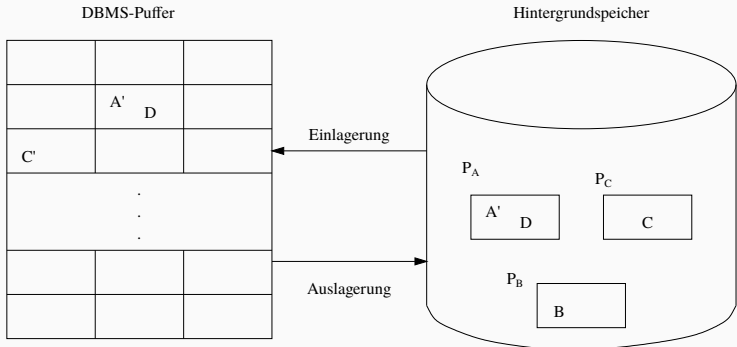 DBMS-Puffer
Hintergrundspeicher
A'
D
Einlagerung
C'
P_A
P_C
A'
D
C
.
.
.
Auslagerung
P_B
B